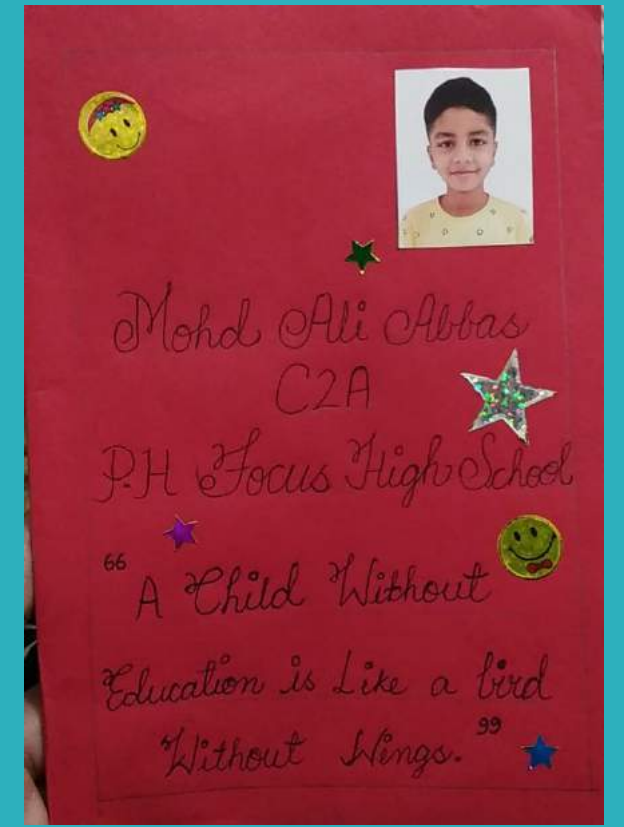 Mohd Ali Abbas
C2A
P.H Focus High School
“A Child Without
Education is Like a bird
Without Wings.”